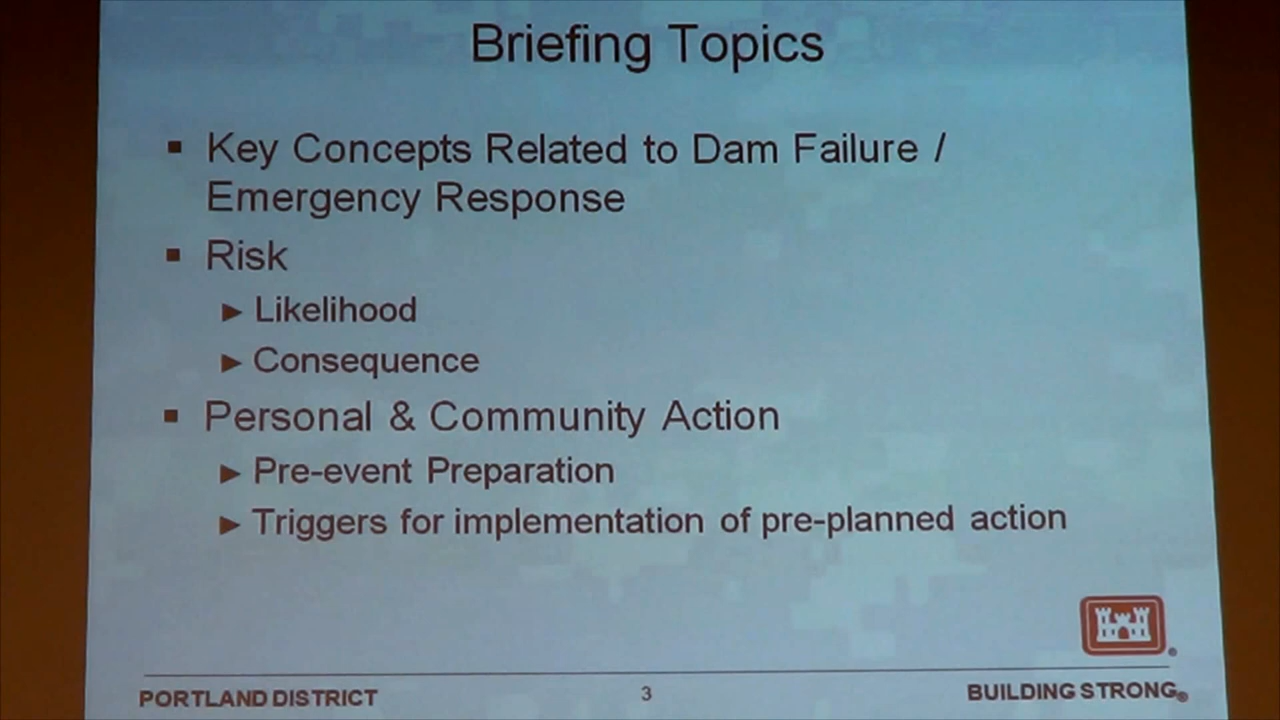 Briefing Topics
▪ Key Concepts Related to Dam Failure /
Emergency Response
▪ Risk
► Likelihood
► Consequence
▪ Personal & Community Action
► Pre-event Preparation
► Triggers for implementation of pre-planned action
PORTLAND DISTRICT
3
BUILDING STRONG®